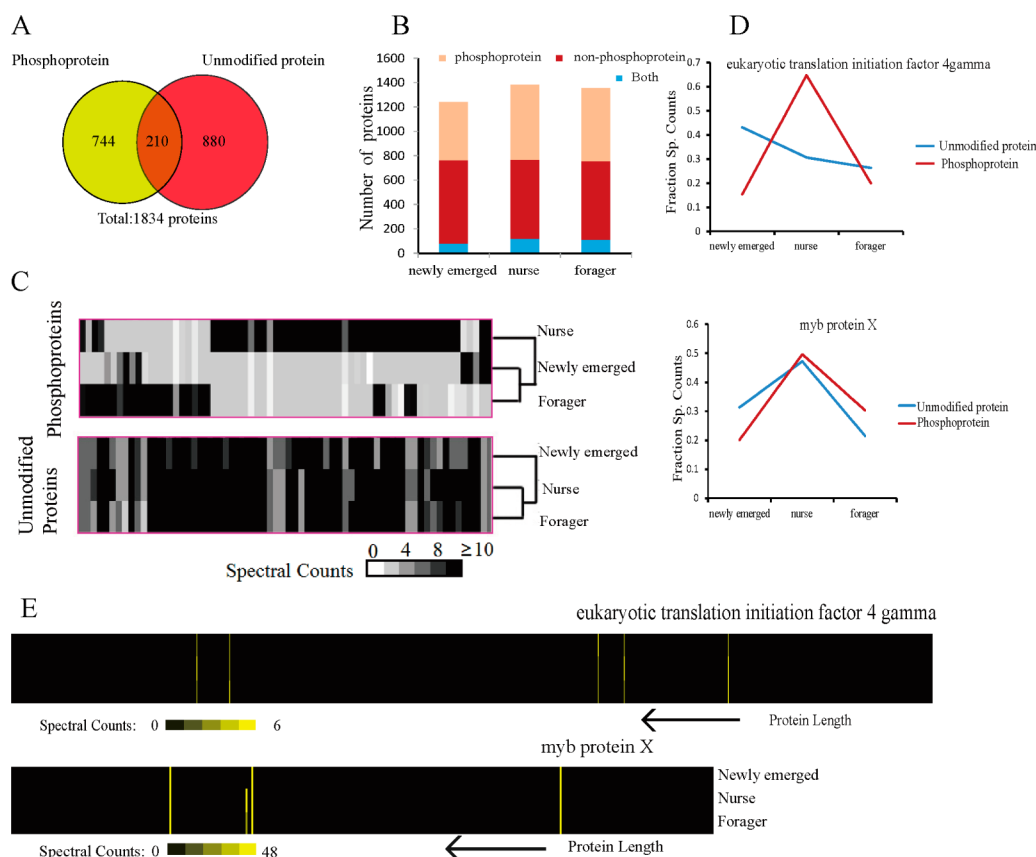 A
Phosphoprotein
Unmodified protein
744
210
880
Total:1834 proteins
B
phosphoprotein
non-phosphoprotein
Both
Number of proteins
1600
1400
1200
1000
800
600
400
200
0
newly emerged
nurse
forager
D
eukaryotic translation initiation factor 4gamma
Fraction Sp. Counts
0.7
0.6
0.5
0.4
0.3
0.2
0.1
0
newly emerged
nurse
forager
Unmodified protein
Phosphoprotein
myb protein X
Fraction Sp. Counts
0.6
0.5
0.4
0.3
0.2
0.1
0
newly emerged
nurse
forager
Unmodified protein
Phosphoprotein
C
Phosphoproteins
Nurse
Newly emerged
Forager
Unmodified
Proteins
Newly emerged
Nurse
Forager
Spectral Counts
0 4 8 ≥10
E
eukaryotic translation initiation factor 4 gamma
Spectral Counts: 0 6
Protein Length
myb protein X
Newly emerged
Nurse
Forager
Spectral Counts: 0 48
Protein Length